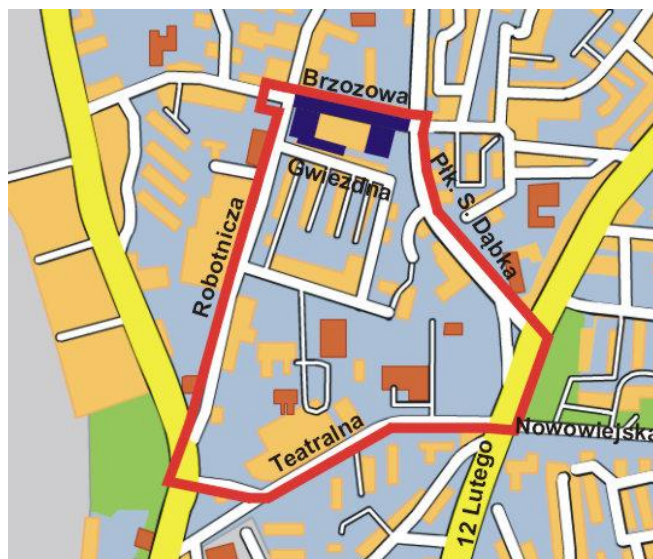 Brzozowa
Gwiezdna
Płk. S. Dąbka
Robotnicza
Teatralna
Nowowiejska
12 Lutego